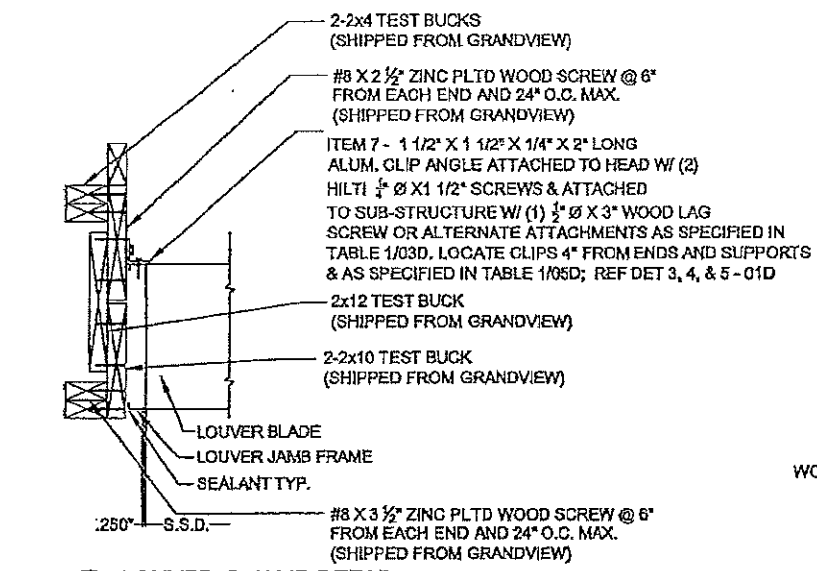 2-2x4 TEST BUCKS
(SHIPPED FROM GRANDVIEW)
#8 X 2 ½" ZINC PLTD WOOD SCREW @ 6"
FROM EACH END AND 24" O.C. MAX.
(SHIPPED FROM GRANDVIEW)
ITEM 7 - 1 1/2" X 1 1/2" X 1/4" X 2" LONG
ALUM. CLIP ANGLE ATTACHED TO HEAD W/ (2)
HILTI ¼" Ø X1 1/2" SCREWS & ATTACHED
TO SUB-STRUCTURE W/ (1) ½" Ø X 3" WOOD LAG
SCREW OR ALTERNATE ATTACHMENTS AS SPECIFIED IN
TABLE 1/03D. LOCATE CLIPS 4" FROM ENDS AND SUPPORTS
& AS SPECIFIED IN TABLE 1/05D; REF DET 3, 4, & 5 - 01D
2x12 TEST BUCK
(SHIPPED FROM GRANDVIEW)
2-2x10 TEST BUCK
(SHIPPED FROM GRANDVIEW)
LOUVER BLADE
LOUVER JAMB FRAME
WO
SEALANT TYP.
.250" S.S.D.
#8 X 3 ½" ZINC PLTD WOOD SCREW @ 6"
FROM EACH END AND 24" O.C. MAX.
(SHIPPED FROM GRANDVIEW)